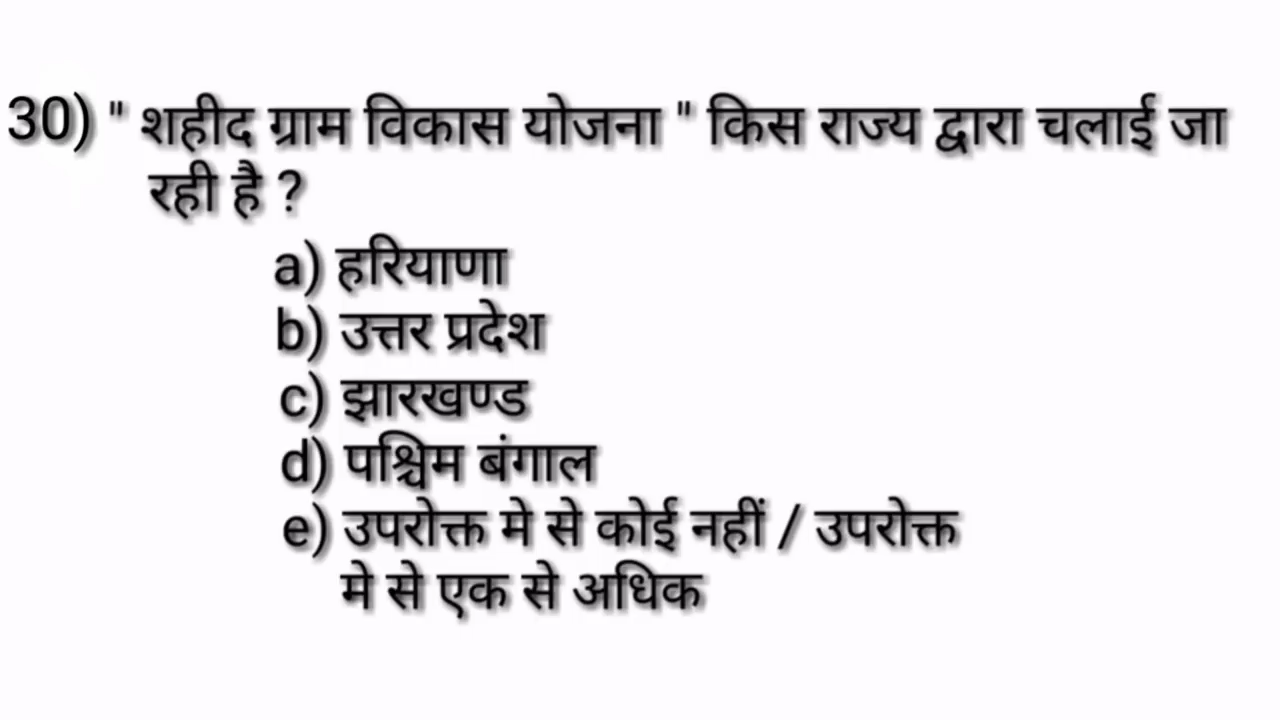 30) " शहीद ग्राम विकास योजना " किस राज्य द्वारा चलाई जा
रही है ?
a) हरियाणा
b) उत्तर प्रदेश
c) झारखण्ड
d) पश्चिम बंगाल
e) उपरोक्त मे से कोई नहीं / उपरोक्त
मे से एक से अधिक